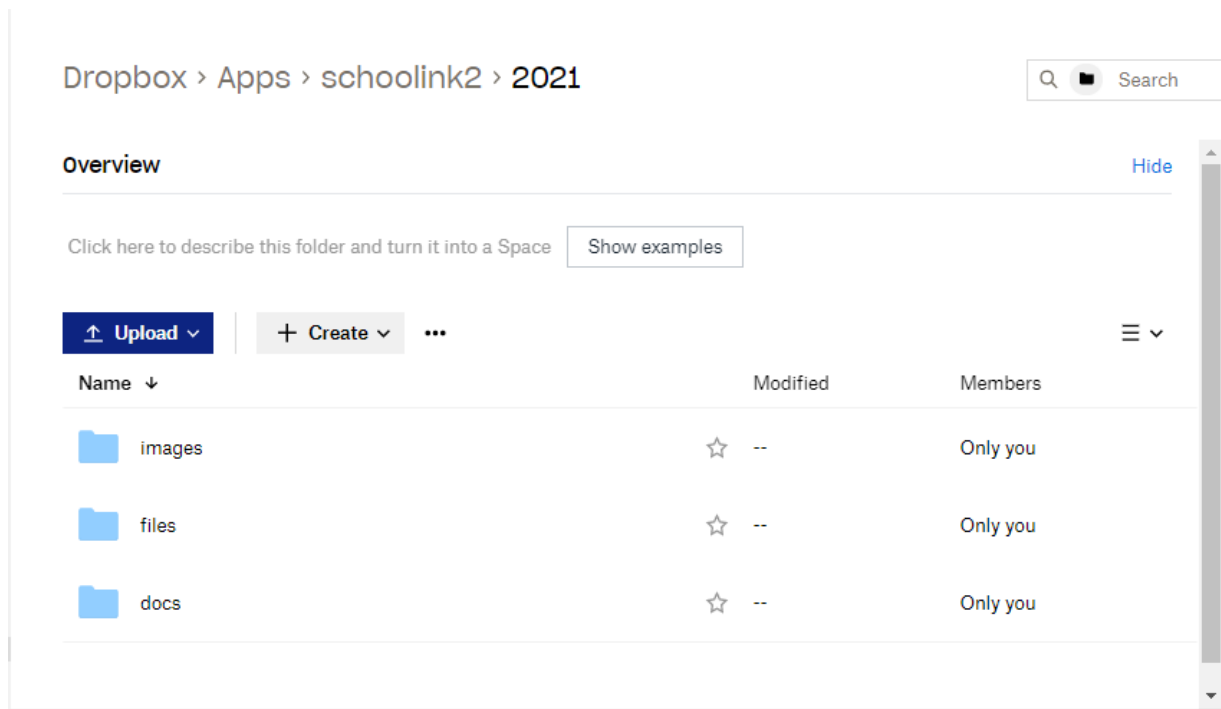 Dropbox › Apps › schoolink2 › 2021
Search
Overview
Hide
Click here to describe this folder and turn it into a Space
Show examples
Upload
Create
Name
Modified
Members
images -- Only you
files -- Only you
docs -- Only you